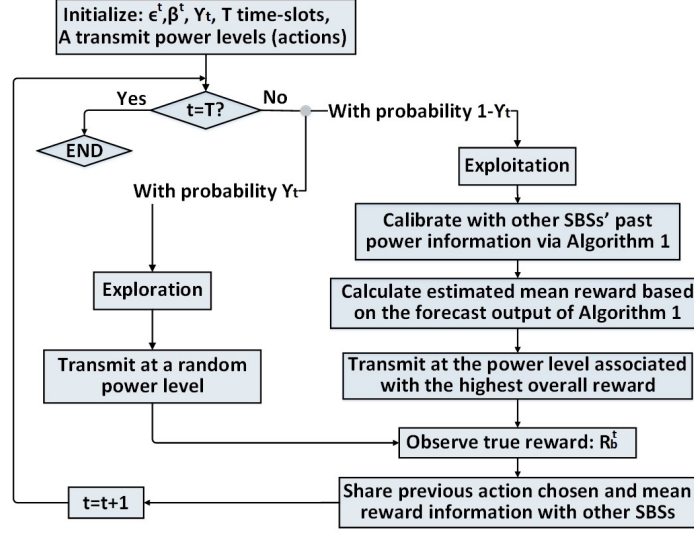 Initialize: ϵᵗ,βᵗ, Yₜ, T time-slots,
A transmit power levels (actions)
Yes
t=T?
No
With probability 1-Yₜ
END
Exploitation
With probability Yₜ
Calibrate with other SBSs' past
power information via Algorithm 1
Exploration
Calculate estimated mean reward based
on the forecast output of Algorithm 1
Transmit at a random
power level
Transmit at the power level associated
with the highest overall reward
Observe true reward: R_b^t
Share previous action chosen and mean
reward information with other SBSs
t=t+1